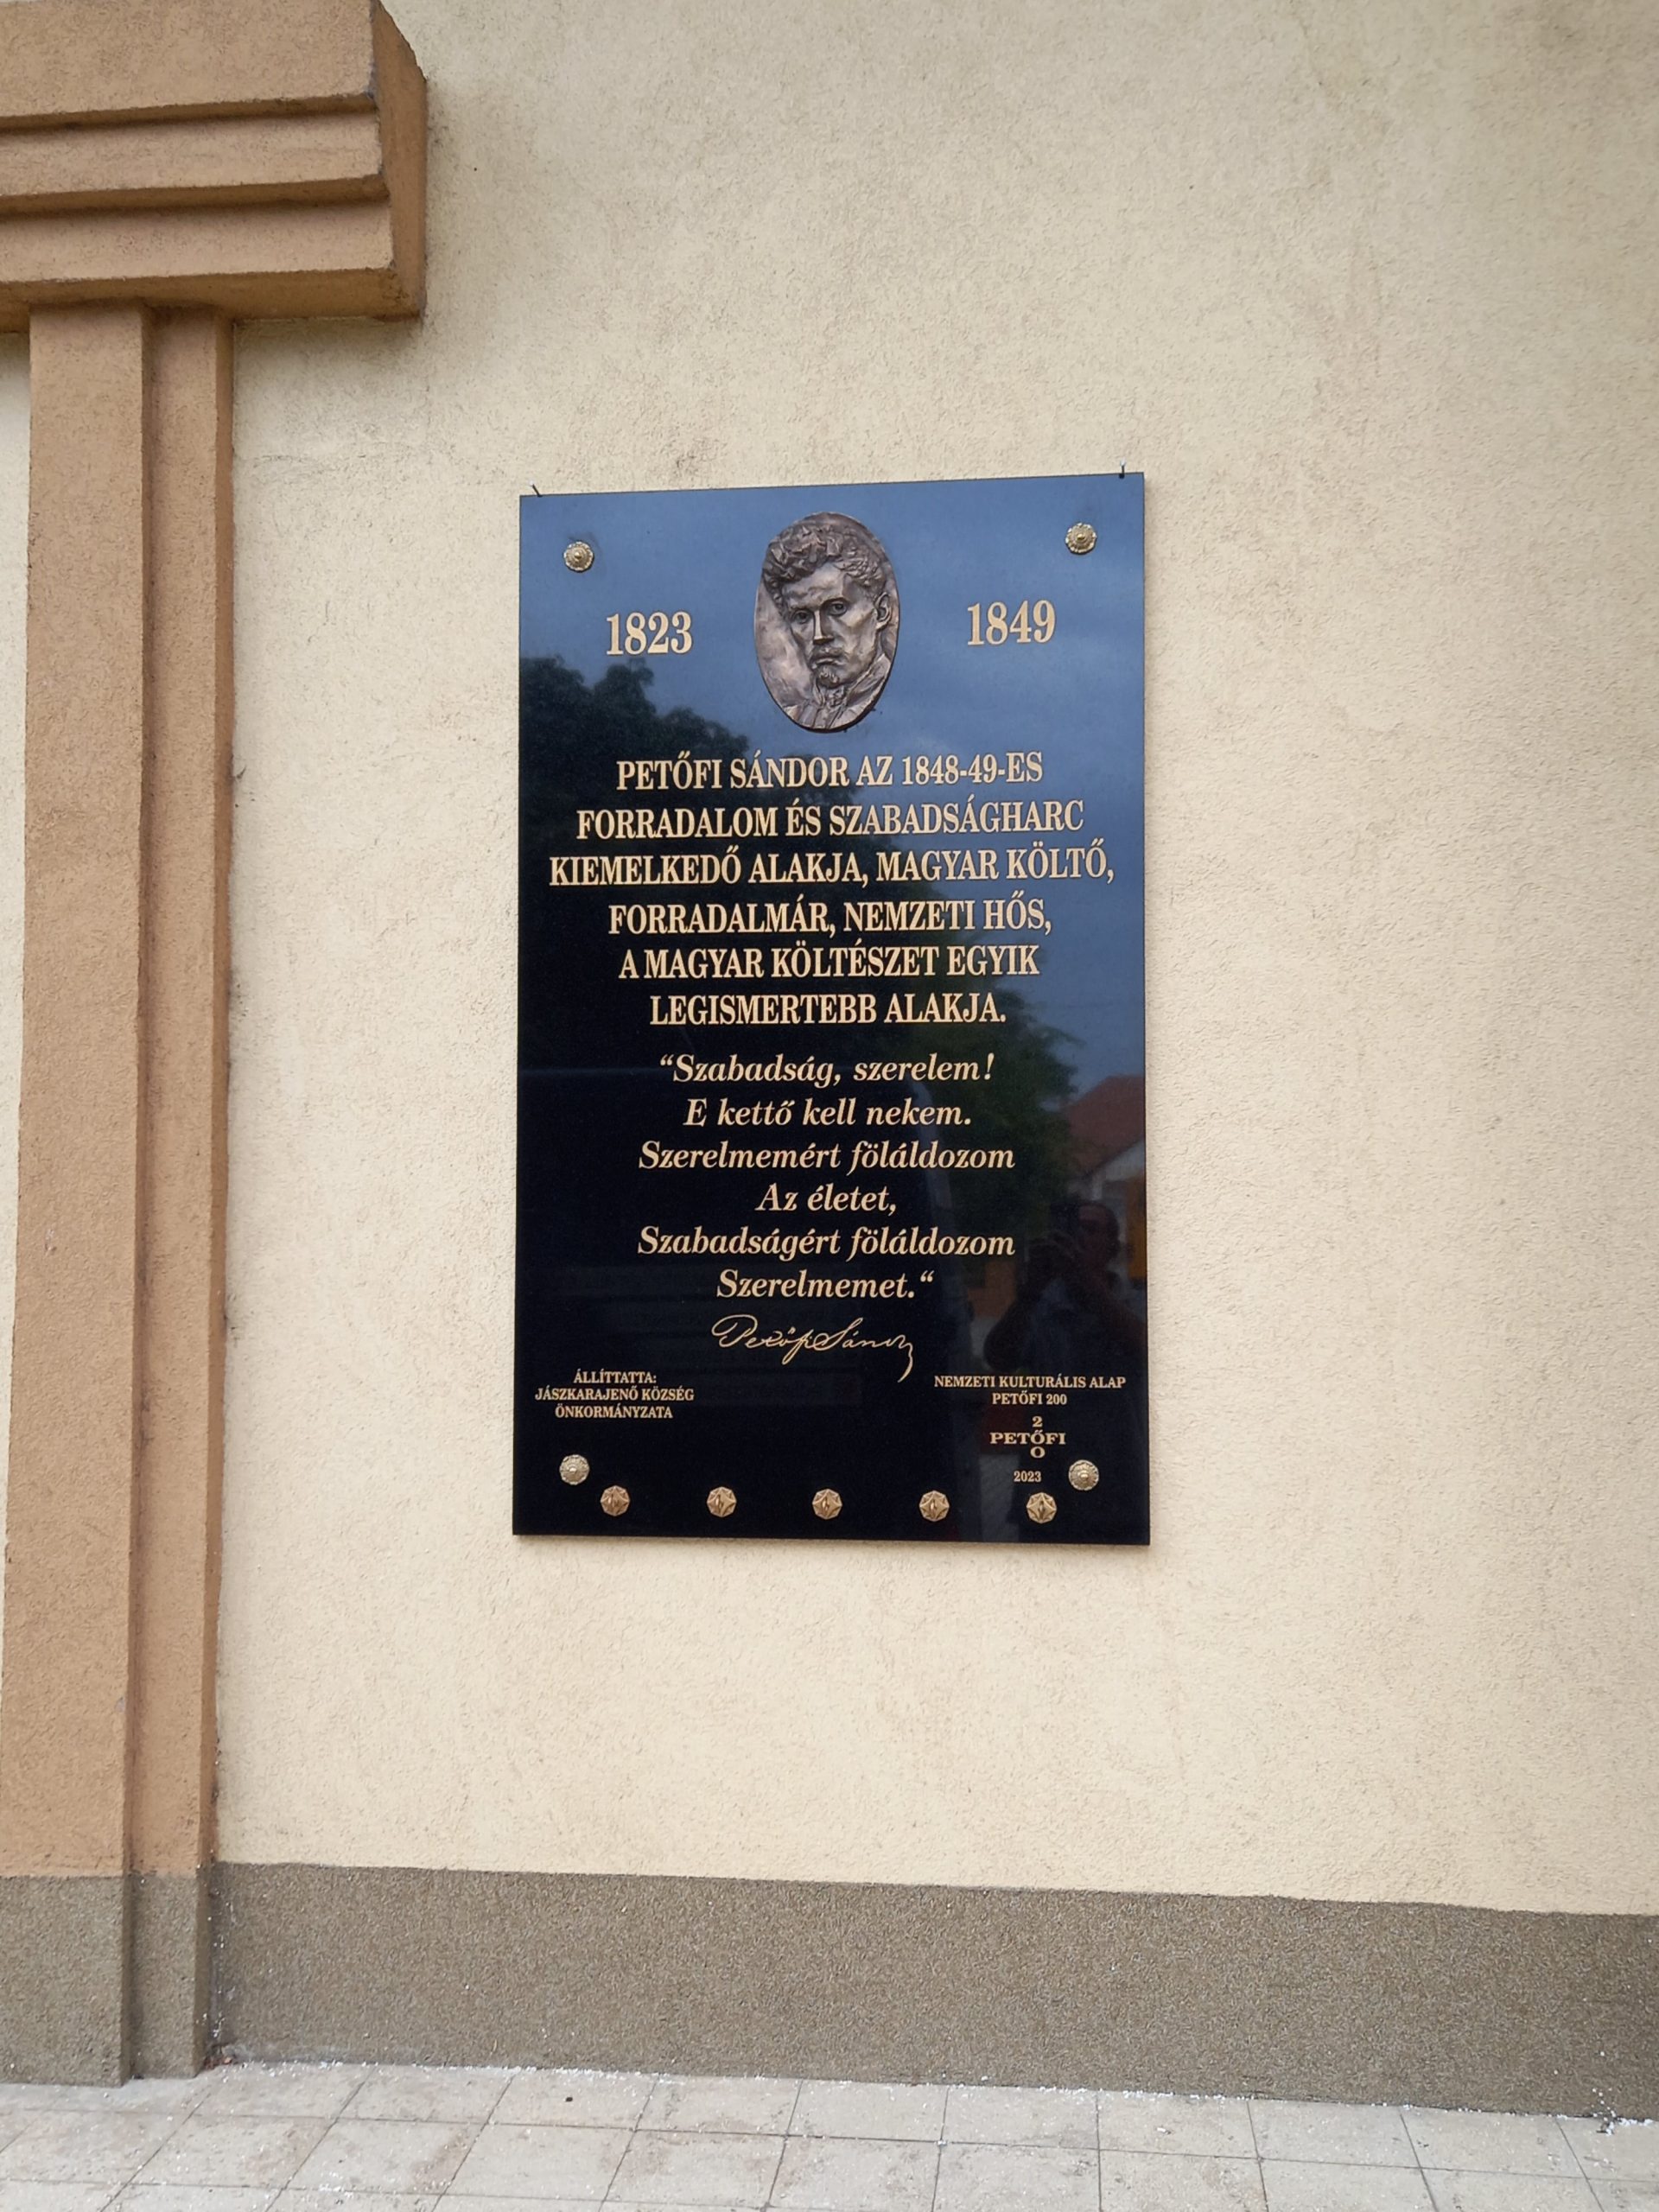 1823 1849
PETŐFI SÁNDOR AZ 1848-49-ES
FORRADALOM ÉS SZABADSÁGHARC
KIEMELKEDŐ ALAKJA, MAGYAR KÖLTŐ,
FORRADALMÁR, NEMZETI HŐS,
A MAGYAR KÖLTÉSZET EGYIK
LEGISMERTEBB ALAKJA.
“Szabadság, szerelem!
E kettő kell nekem.
Szerelmemért föláldozom
Az életet,
Szabadságért föláldozom
Szerelmemet.“
Petőfi Sándor
ÁLLÍTTATTA:
JÁSZKARAJENŐ KÖZSÉG
ÖNKORMÁNYZATA
NEMZETI KULTURÁLIS ALAP
PETŐFI 200
2
PETŐFI
O
2023